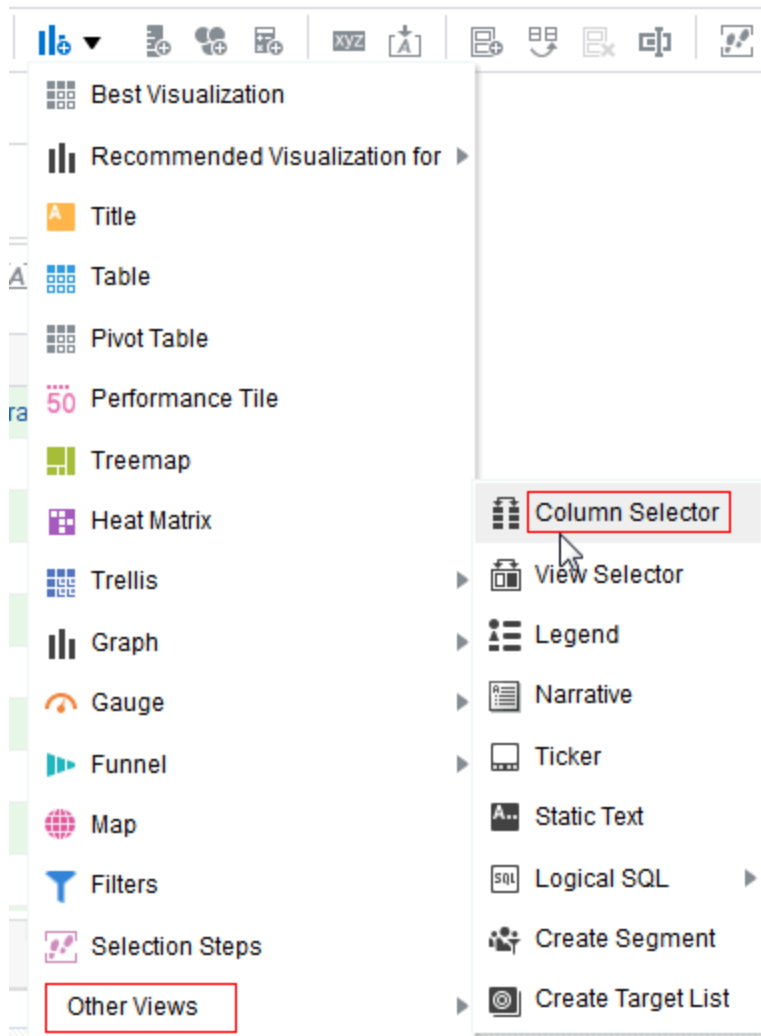 xyz
A
Best Visualization
Recommended Visualization for
A
Title
A
Table
Pivot Table
50
Performance Tile
ra
Treemap
Heat Matrix
Column Selector
Trellis
View Selector
Graph
Legend
Gauge
A
Narrative
Funnel
Ticker
Map
A..
Static Text
Filters
SQL
Logical SQL
Selection Steps
Create Segment
Other Views
Create Target List